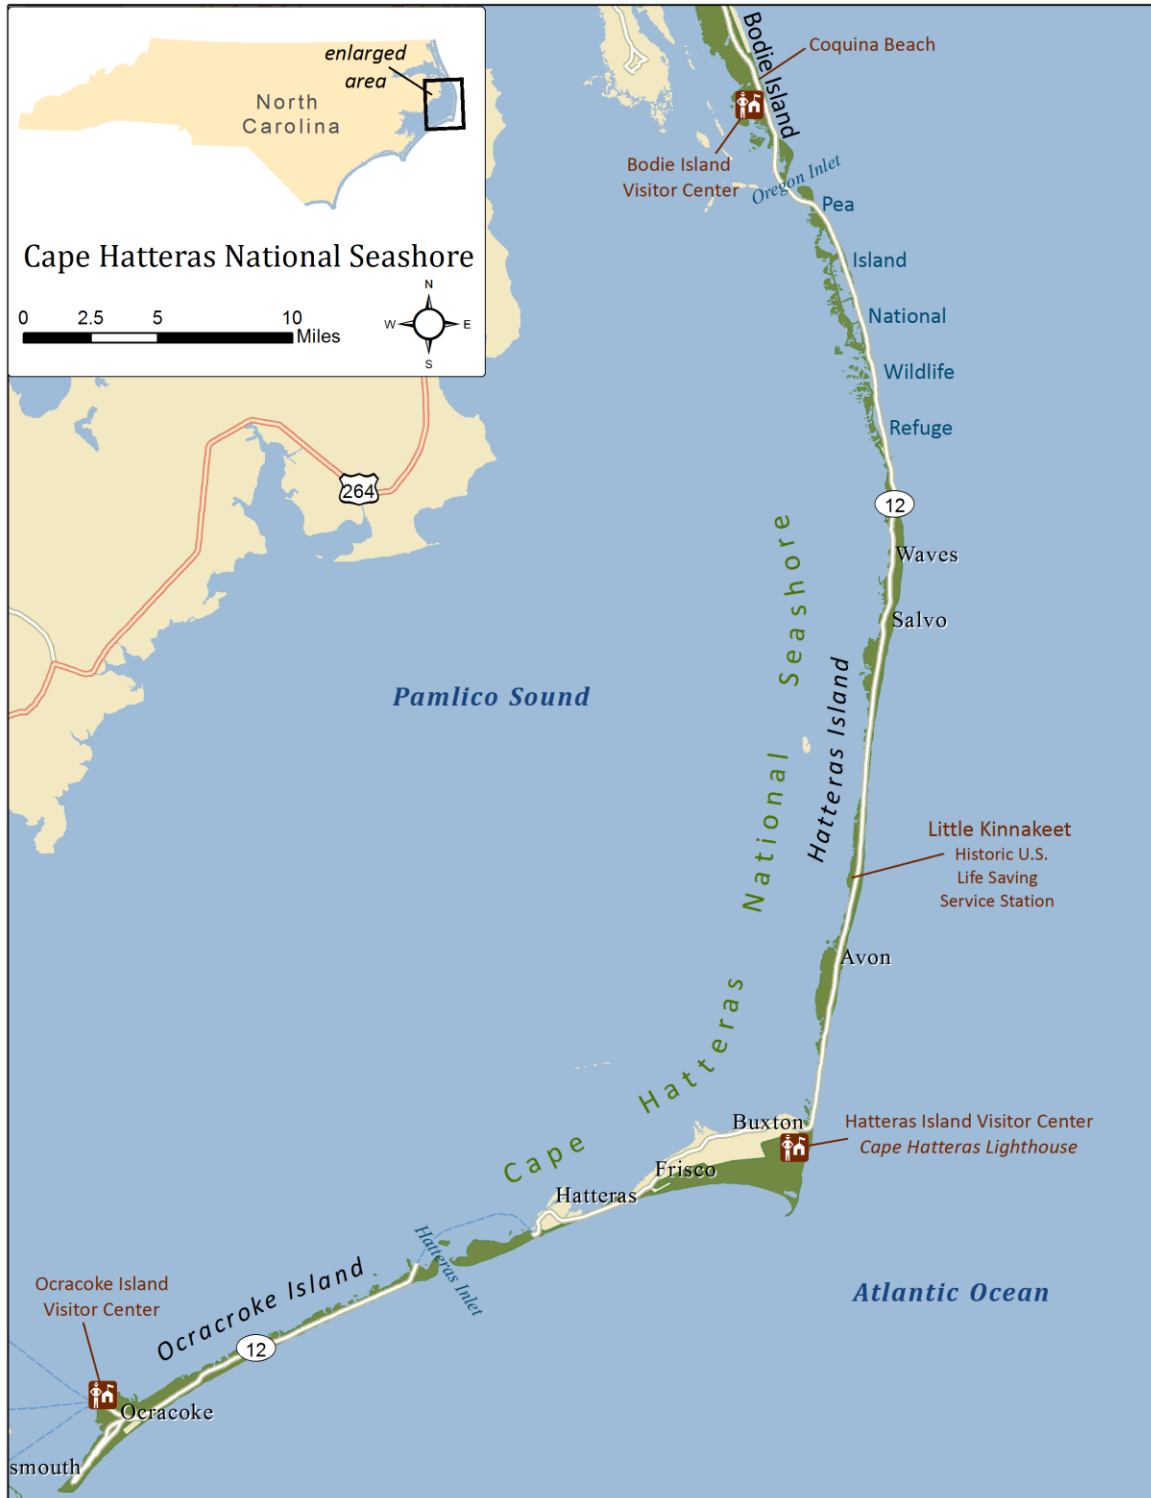 enlarged
area
North
Carolina
Cape Hatteras National Seashore
0 2.5 5 10
Miles
N
W E
S
Bodie Island
Coquina Beach
Bodie Island
Visitor Center
Oregon Inlet
Pea
Island
National
Wildlife
Refuge
264
12
Waves
Salvo
Pamlico Sound
Hatteras Island
Cape Hatteras National Seashore
Little Kinnakeet
Historic U.S.
Life Saving
Service Station
Avon
Buxton
Hatteras Island Visitor Center
Cape Hatteras Lighthouse
Frisco
Hatteras
Hatteras Inlet
Atlantic Ocean
Ocracroke Island
Ocracoke Island
Visitor Center
12
Ocracoke
smouth